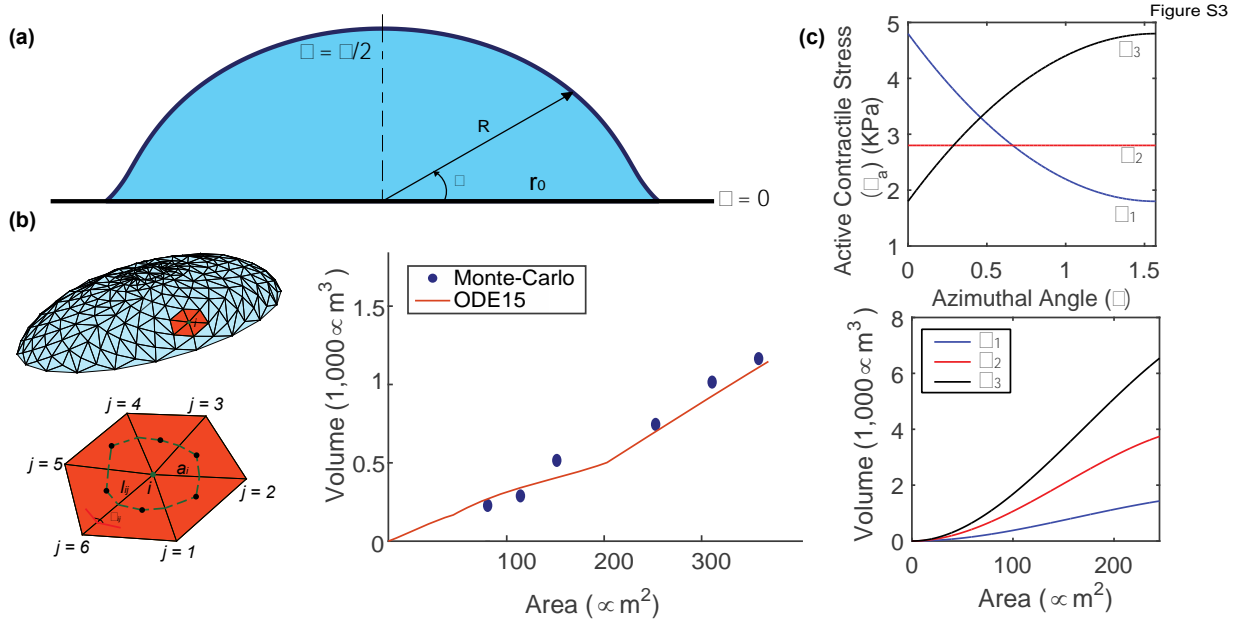 Figure S3
(a)
□ = □/2
R
□
r0
□ = 0
(b)
i
j = 4
j = 3
j = 5
ai
lij
i
j = 2
□ij
j = 6
j = 1
Volume (1,000∝m3)
1.5
1
0.5
0
Monte-Carlo
ODE15
100
200
300
Area (∝m2)
(c)
Active Contractile Stress
(□a) (KPa)
5
4
3
2
1
□3
□2
□1
0
0.5
1
1.5
Azimuthal Angle (□)
Volume (1,000∝m3)
8
6
4
2
0
□1
□2
□3
0
100
200
Area (∝m2)